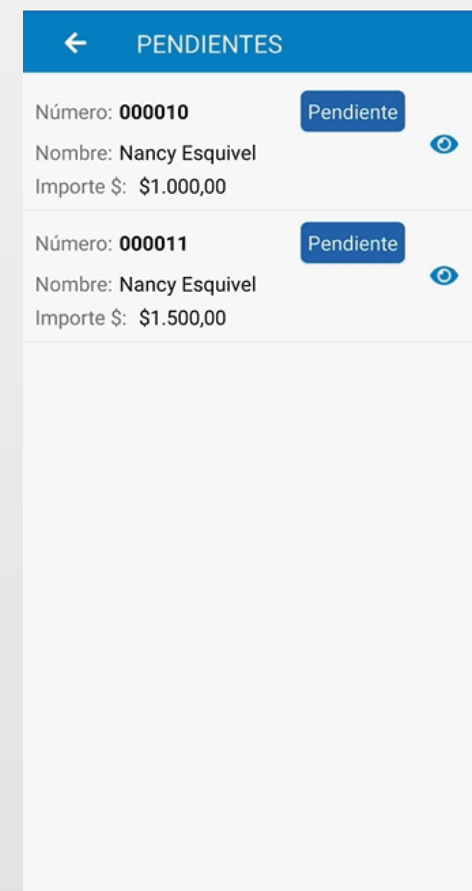 PENDIENTES
Número: 000010 Pendiente
Nombre: Nancy Esquivel
Importe $: $1.000,00
Número: 000011 Pendiente
Nombre: Nancy Esquivel
Importe $: $1.500,00